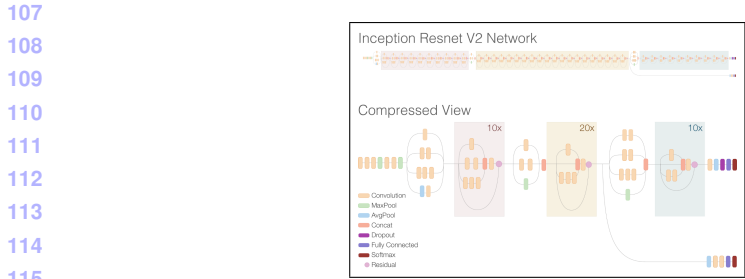 107
108
109
110
111
112
113
114
115
Inception Resnet V2 Network
Compressed View
10x
20x
10x
Convolution
MaxPool
AvgPool
Concat
Dropout
Fully Connected
Softmax
Residual